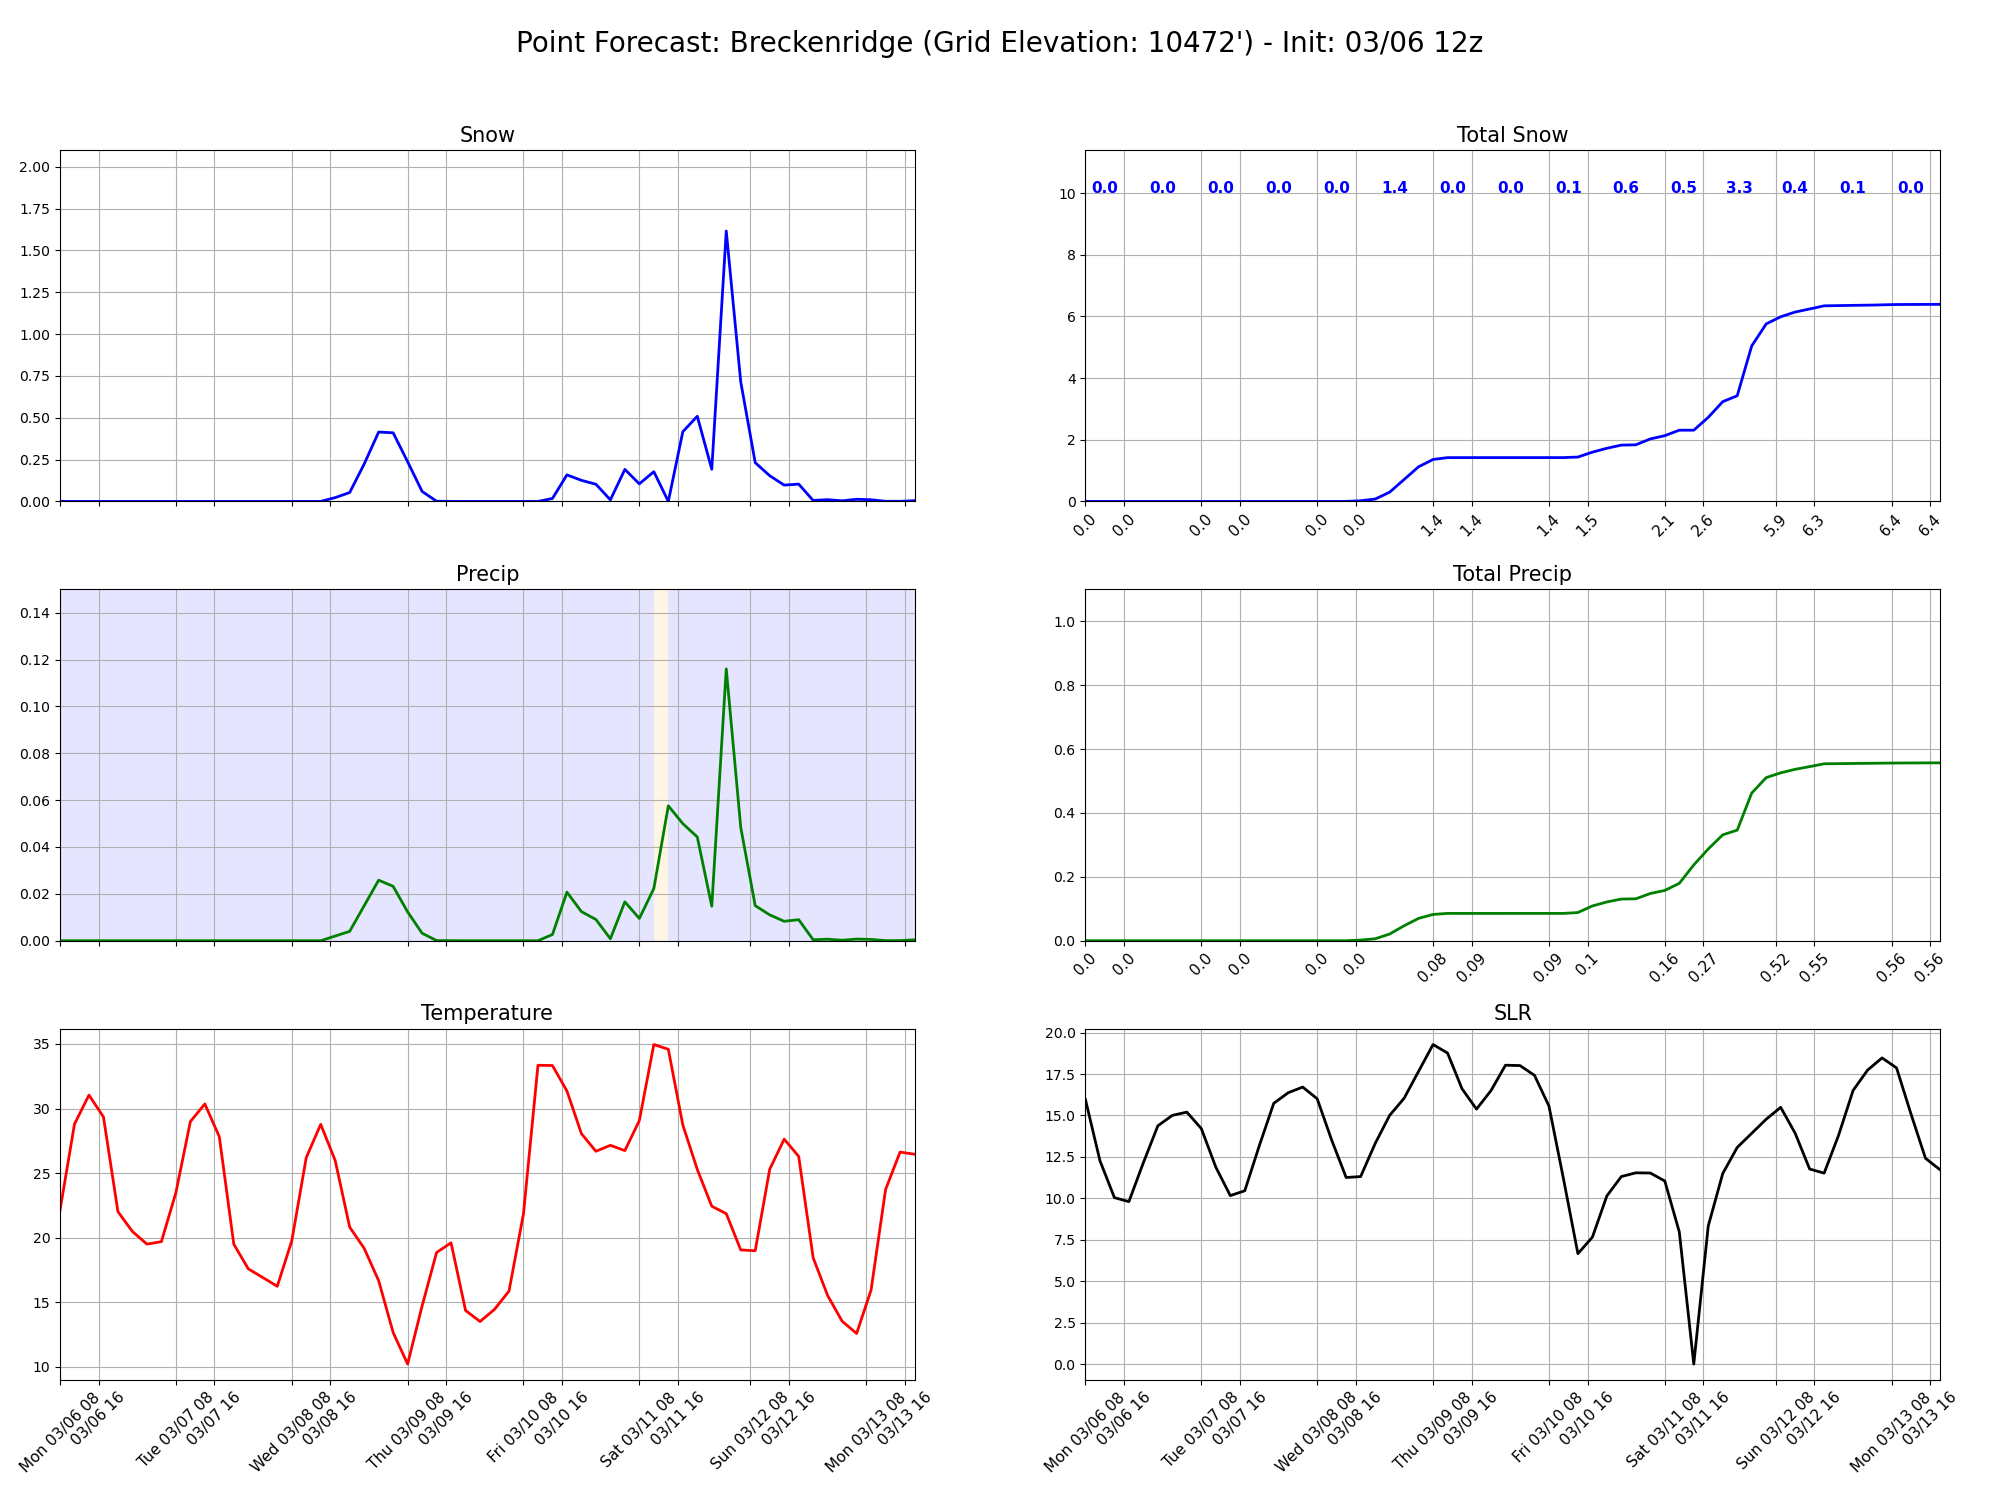 Point Forecast: Breckenridge (Grid Elevation: 10472') - Init: 03/06 12z
Snow
2.00
1.75
1.50
1.25
1.00
0.75
0.50
0.25
0.00
Total Snow
0.0 0.0 0.0 0.0 0.0 1.4 0.0 0.0 0.1 0.6 0.5 3.3 0.4 0.1 0.0
10
8
6
4
2
0
0.0 0.0 0.0 0.0 0.0 0.0 1.4 1.4 1.4 1.5 2.1 2.6 5.9 6.3 6.4 6.4
Precip
0.14
0.12
0.10
0.08
0.06
0.04
0.02
0.00
Total Precip
1.0
0.8
0.6
0.4
0.2
0.0
0.0 0.0 0.0 0.0 0.0 0.0 0.08 0.09 0.09 0.1 0.16 0.27 0.52 0.55 0.56 0.56
Temperature
35
30
25
20
15
10
Mon 03/06 08
03/06 16
Tue 03/07 08
03/07 16
Wed 03/08 08
03/08 16
Thu 03/09 08
03/09 16
Fri 03/10 08
03/10 16
Sat 03/11 08
03/11 16
Sun 03/12 08
03/12 16
Mon 03/13 08
03/13 16
SLR
20.0
17.5
15.0
12.5
10.0
7.5
5.0
2.5
0.0
Mon 03/06 08
03/06 16
Tue 03/07 08
03/07 16
Wed 03/08 08
03/08 16
Thu 03/09 08
03/09 16
Fri 03/10 08
03/10 16
Sat 03/11 08
03/11 16
Sun 03/12 08
03/12 16
Mon 03/13 08
03/13 16